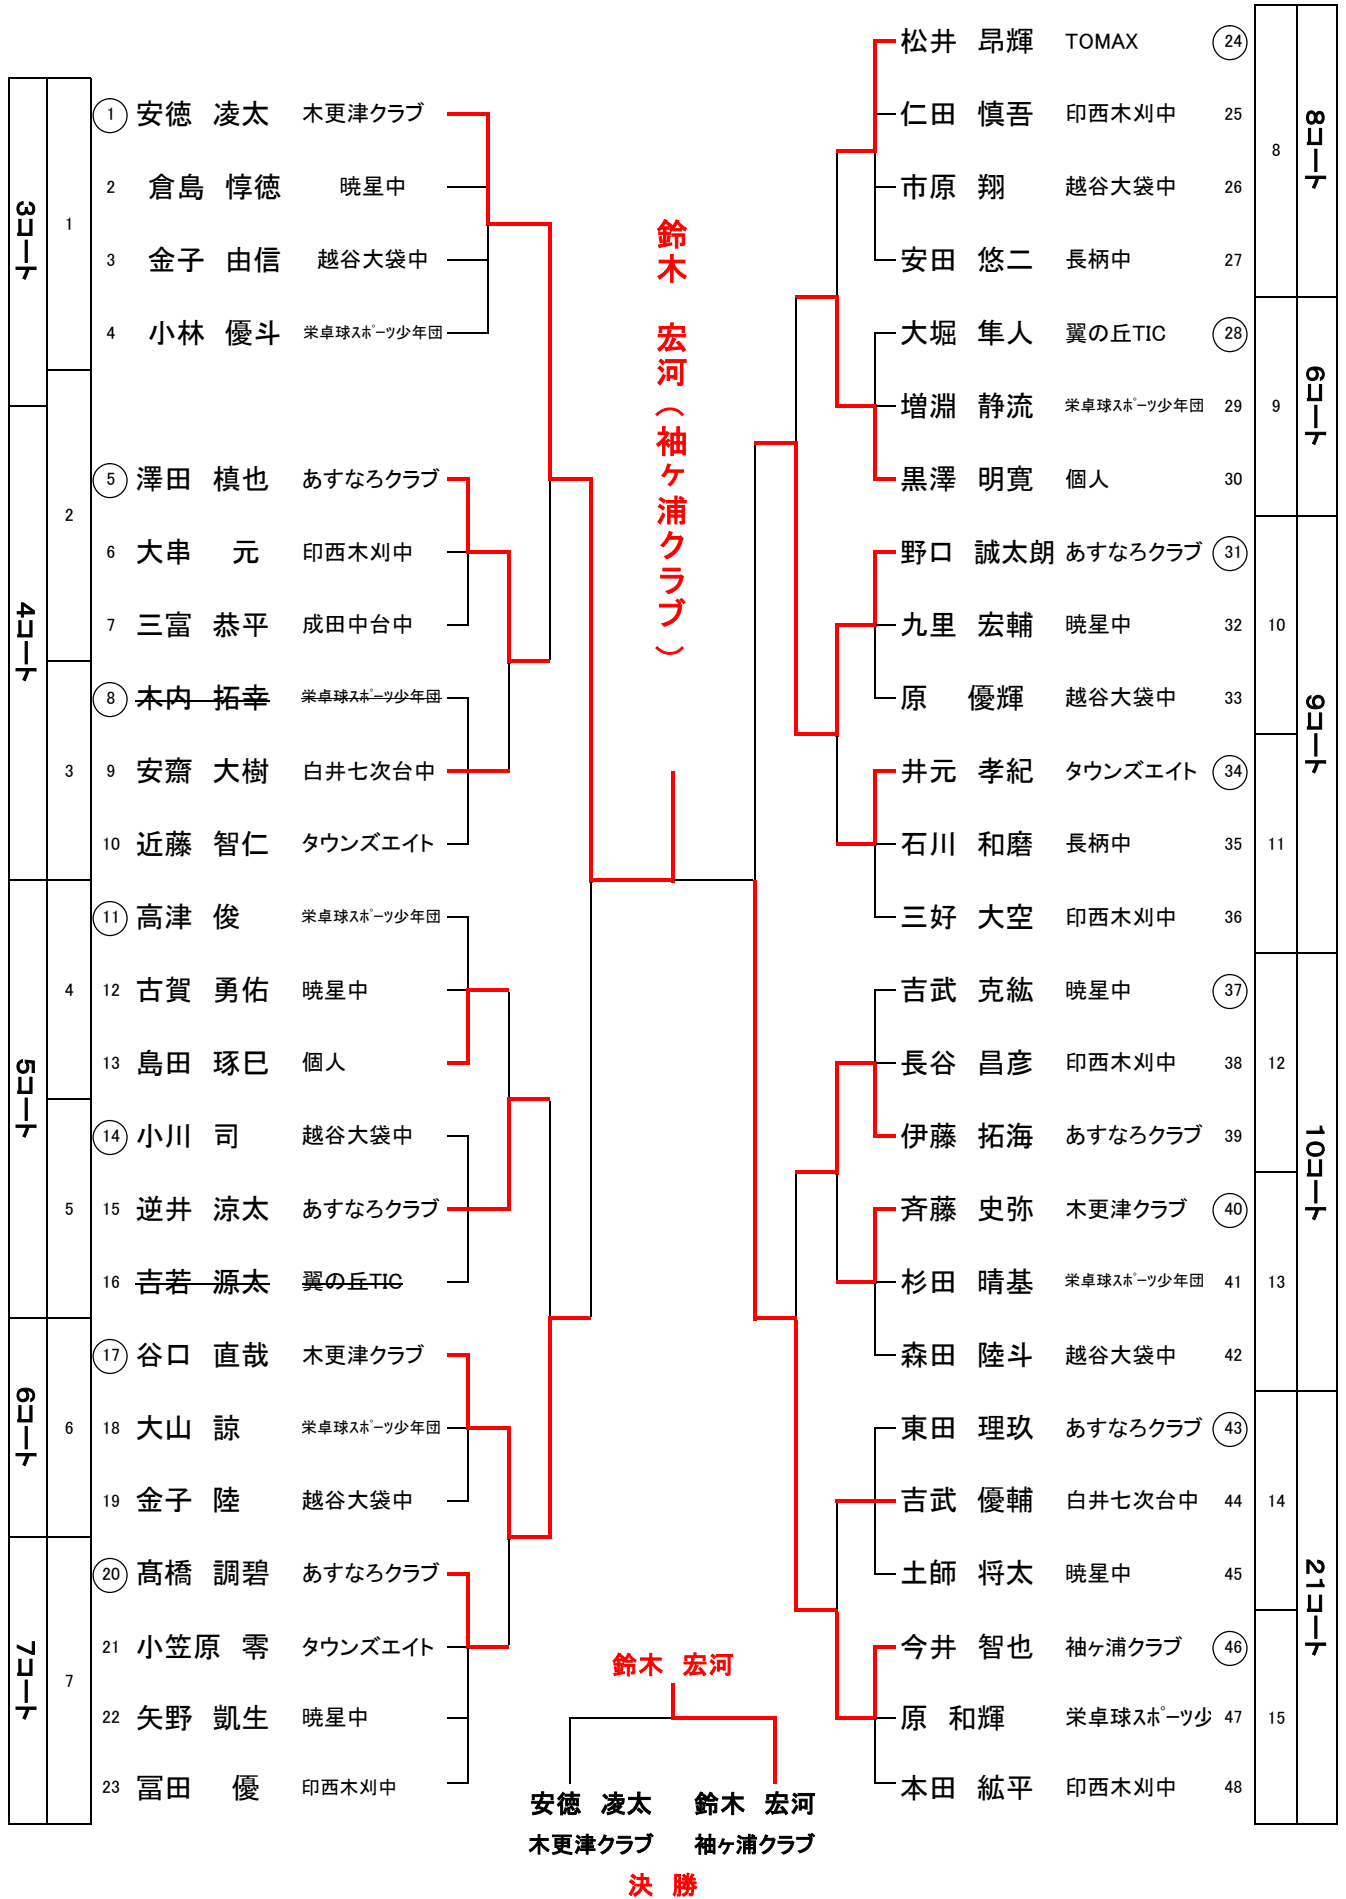 3コート
4コート
5コート
6コート
7コート
1
2
3
4
5
6
7
1 安徳 凌太 木更津クラブ
2 倉島 惇徳 暁星中
3 金子 由信 越谷大袋中
4 小林 優斗 栄卓球スポーツ少年団
5 澤田 槙也 あすなろクラブ
6 大串 元 印西木刈中
7 三富 恭平 成田中台中
8 木内 拓幸 栄卓球スポーツ少年団
9 安齋 大樹 白井七次台中
10 近藤 智仁 タウンズエイト
11 高津 俊 栄卓球スポーツ少年団
12 古賀 勇佑 暁星中
13 島田 琢巳 個人
14 小川 司 越谷大袋中
15 逆井 涼太 あすなろクラブ
16 吉若 源太 翼の丘TIC
17 谷口 直哉 木更津クラブ
18 大山 諒 栄卓球スポーツ少年団
19 金子 陸 越谷大袋中
20 髙橋 調碧 あすなろクラブ
21 小笠原 零 タウンズエイト
22 矢野 凱生 暁星中
23 冨田 優 印西木刈中
鈴木 宏河（袖ヶ浦クラブ）
松井 昂輝 TOMAX 24
仁田 慎吾 印西木刈中 25
市原 翔 越谷大袋中 26
安田 悠二 長柄中 27
大堀 隼人 翼の丘TIC 28
増淵 静流 栄卓球スポーツ少年団 29
黒澤 明寛 個人 30
野口 誠太朗 あすなろクラブ 31
九里 宏輔 暁星中 32
原 優輝 越谷大袋中 33
井元 孝紀 タウンズエイト 34
石川 和磨 長柄中 35
三好 大空 印西木刈中 36
吉武 克紘 暁星中 37
長谷 昌彦 印西木刈中 38
伊藤 拓海 あすなろクラブ 39
斉藤 史弥 木更津クラブ 40
杉田 晴基 栄卓球スポーツ少年団 41
森田 陸斗 越谷大袋中 42
東田 理玖 あすなろクラブ 43
吉武 優輔 白井七次台中 44
土師 将太 暁星中 45
今井 智也 袖ヶ浦クラブ 46
原 和輝 栄卓球スポーツ少 47
本田 紘平 印西木刈中 48
8
9
10
11
12
13
14
15
8コート
6コート
9コート
10コート
21コート
鈴木 宏河
安徳 凌太 鈴木 宏河
木更津クラブ 袖ヶ浦クラブ
決 勝